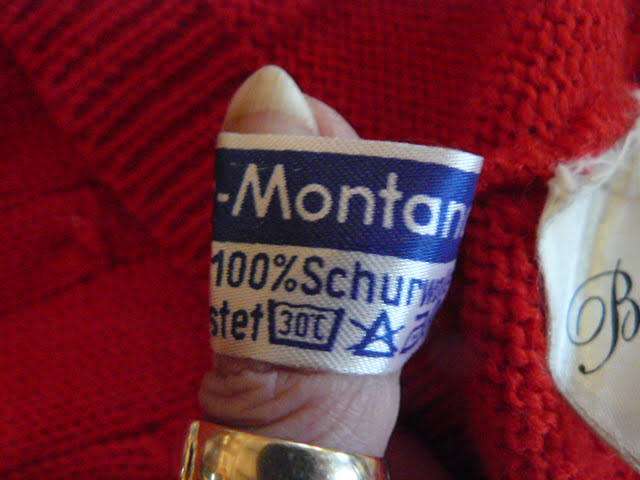 -Montan
100%Schurw
stet 30℃
B